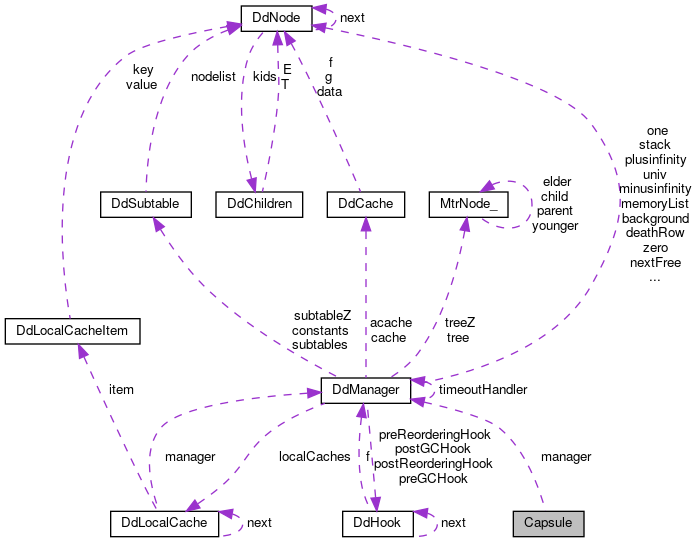 DdNode
next
key
value
nodelist
kids
E
T
f
g
data
one
stack
plusinfinity
univ
minusinfinity
memoryList
background
deathRow
zero
nextFree
...
DdSubtable
DdChildren
DdCache
MtrNode_
elder
child
parent
younger
DdLocalCacheItem
subtableZ
constants
subtables
acache
cache
treeZ
tree
DdManager
timeoutHandler
item
manager
localCaches
f
preReorderingHook
postGCHook
postReorderingHook
preGCHook
manager
DdLocalCache
next
DdHook
next
Capsule